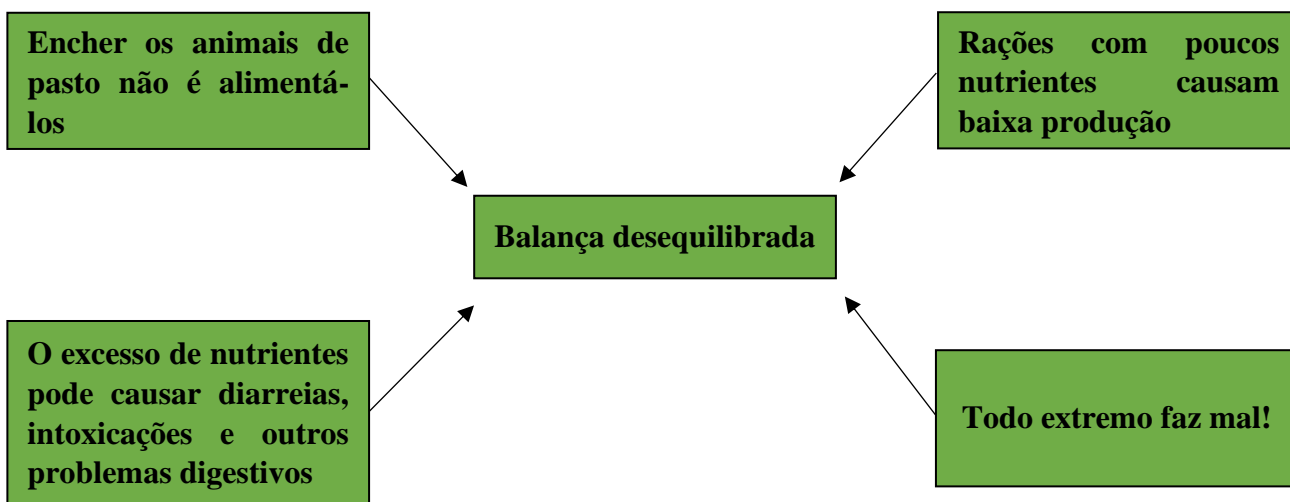 Encher os animais de
pasto não é alimentá-
los
Rações com poucos
nutrientes causam
baixa produção
Balança desequilibrada
O excesso de nutrientes
pode causar diarreias,
intoxicações e outros
problemas digestivos
Todo extremo faz mal!